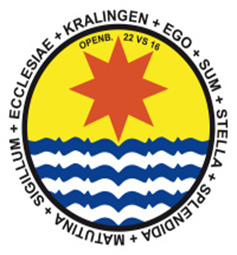 SIGILLUM + ECCLESIAE + KRALINGEN + EGO + SUM + STELLA + SPLENDIDA + MATUTINA +
OPENB. 22 VS 16